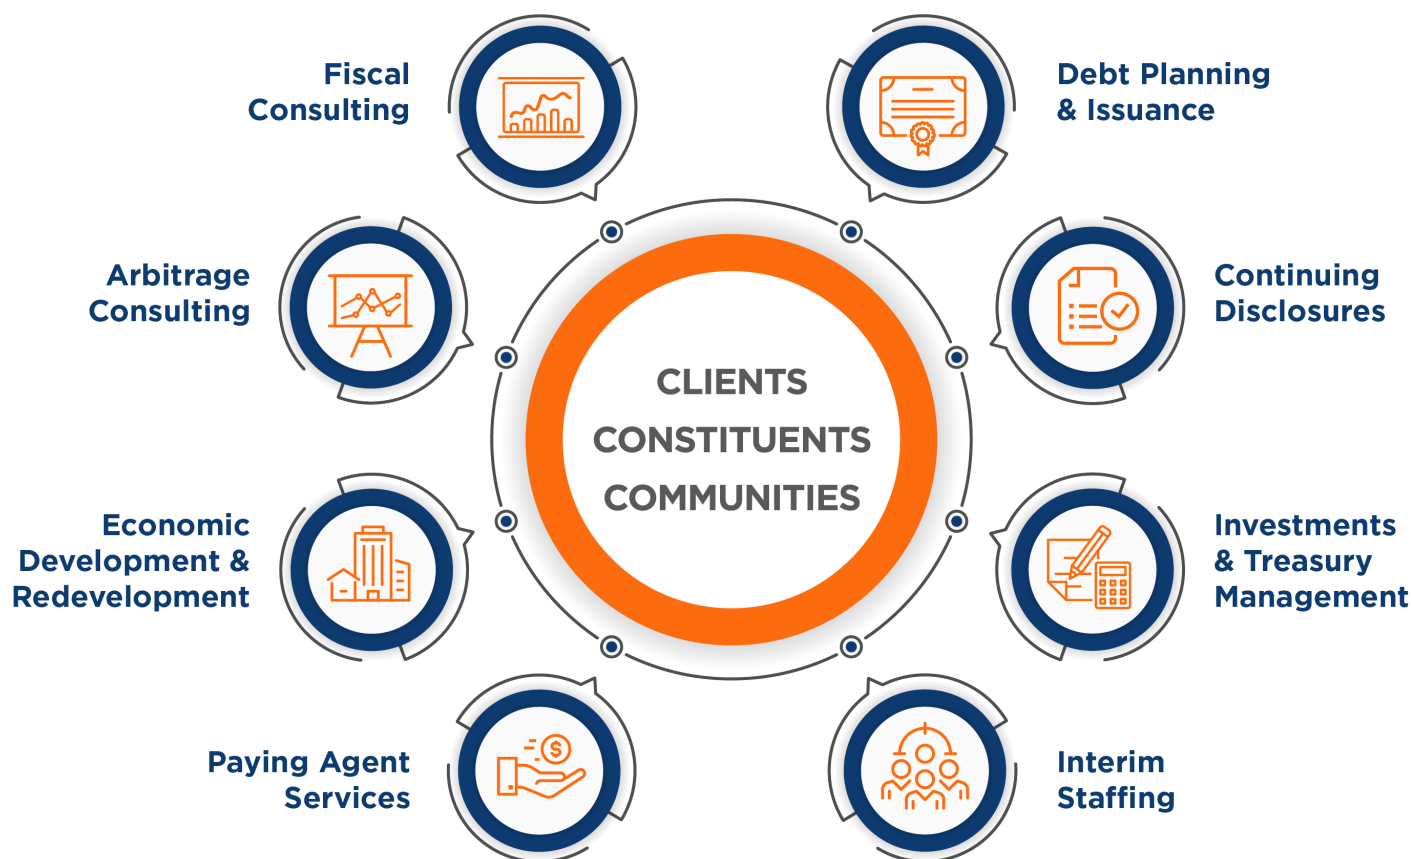 Fiscal
Consulting
Debt Planning
& Issuance
Arbitrage
Consulting
Continuing
Disclosures
CLIENTS
CONSTITUENTS
COMMUNITIES
Economic
Development &
Redevelopment
Investments
& Treasury
Management
Paying Agent
Services
Interim
Staffing
$